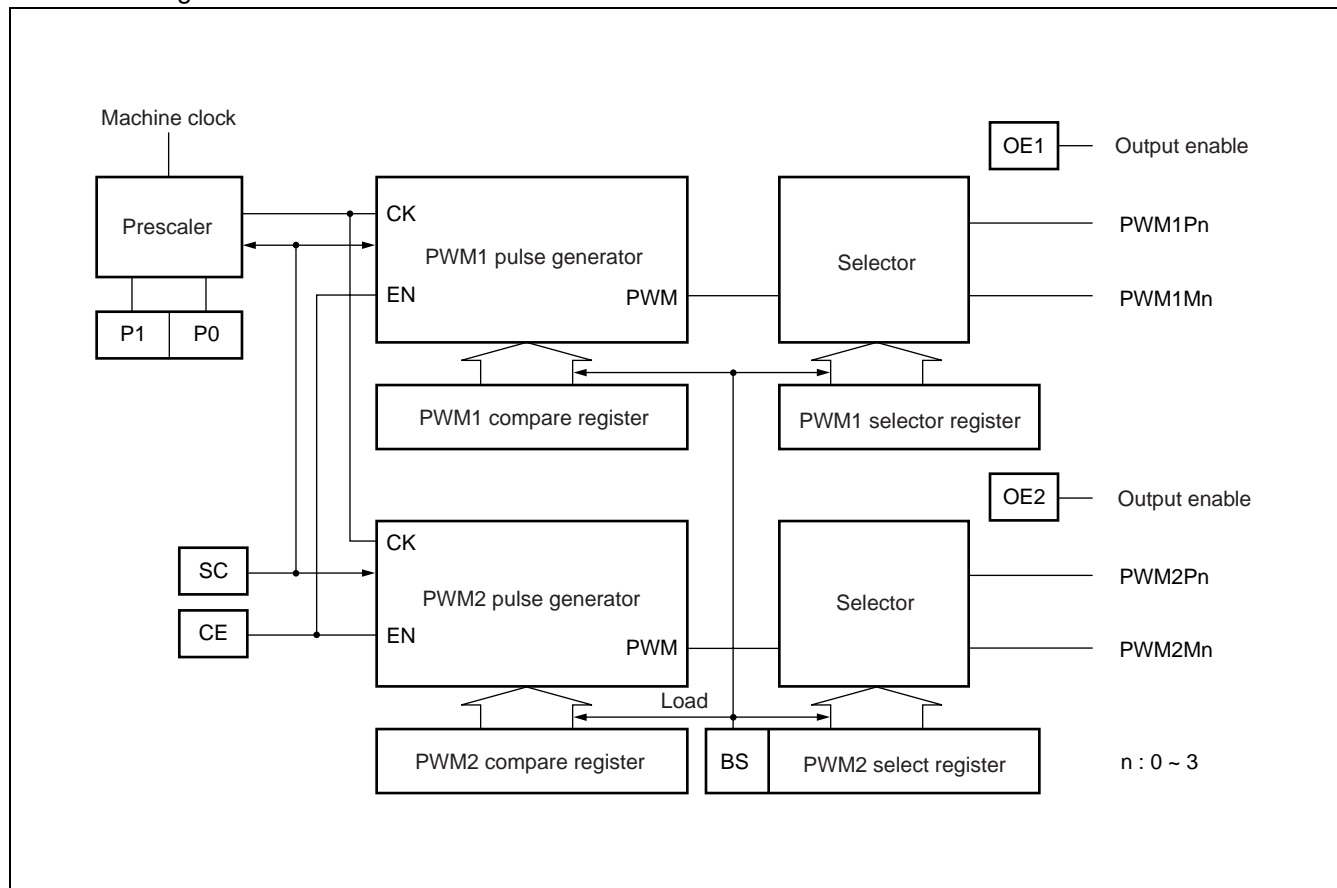 Machine clock
OE1
Output enable
Prescaler
CK
PWM1 pulse generator
EN
PWM
Selector
PWM1Pn
PWM1Mn
P1
P0
PWM1 compare register
PWM1 selector register
OE2
Output enable
SC
CE
CK
PWM2 pulse generator
EN
PWM
Selector
PWM2Pn
PWM2Mn
Load
PWM2 compare register
BS
PWM2 select register
n : 0 ~ 3